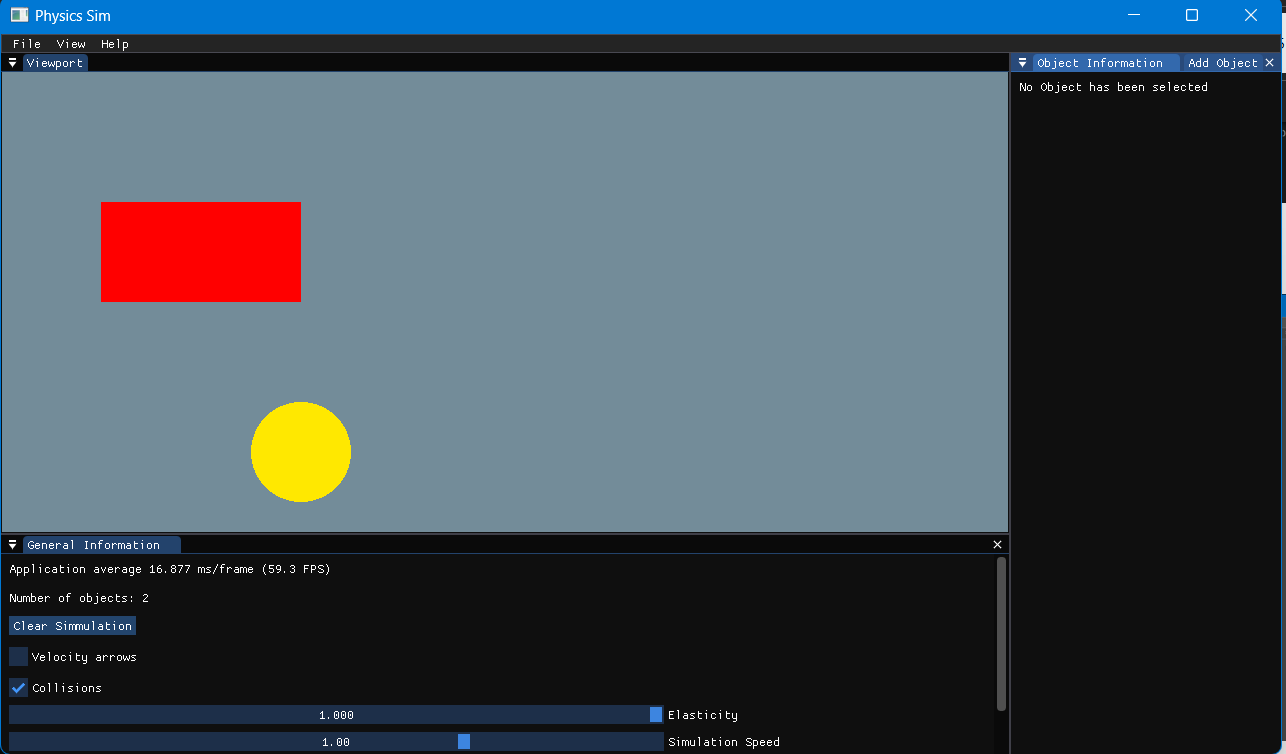 Physics Sim
File View Help
Viewport
Object Information Add Object
No Object has been selected
General Information
Application average 16.877 ms/frame (59.3 FPS)
Number of objects: 2
Clear Simmulation
Velocity arrows
Collisions
1.000 Elasticity
1.00 Simulation Speed